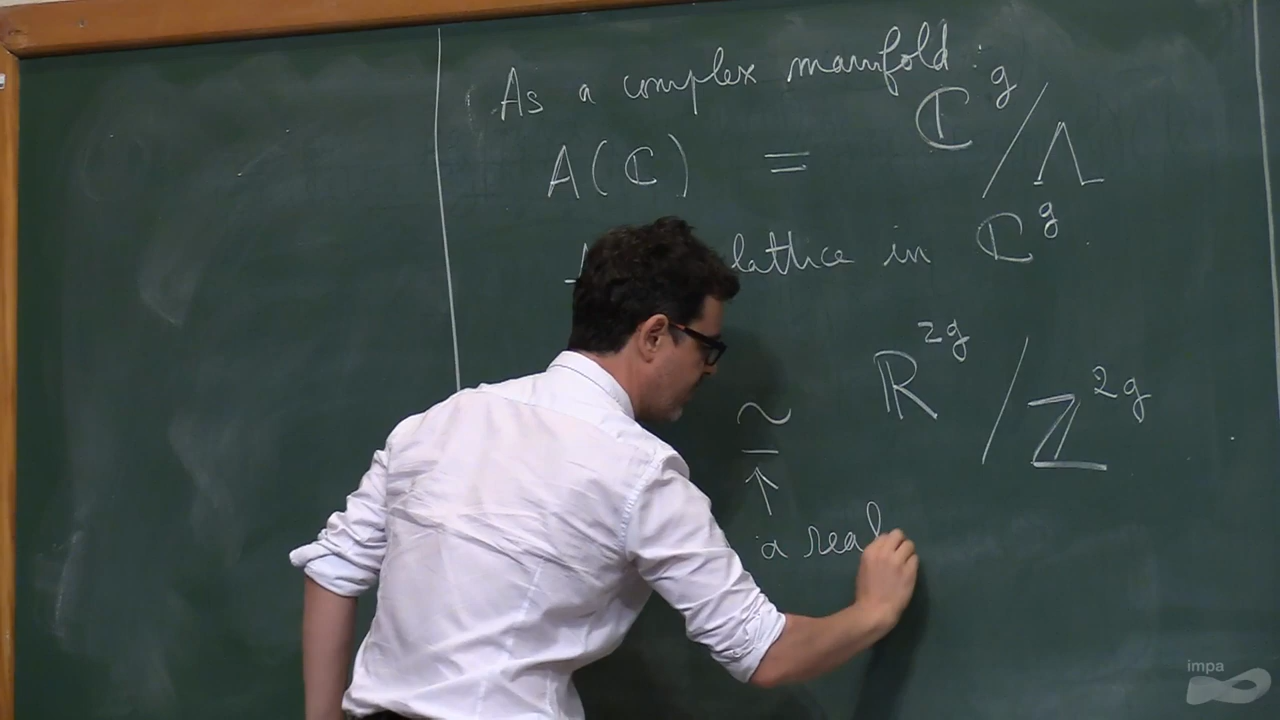 As a complex manifold :
A(ℂ) = ℂ^g / Λ
lattice in ℂ^g.
≃ ℝ^{2g} / ℤ^{2g}
↑
a real
impa